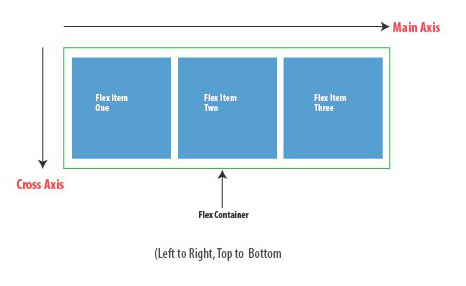 Main Axis
Flex Item
One
Flex Item
Two
Flex Item
Three
Cross Axis
Flex Container
(Left to Right, Top to Bottom